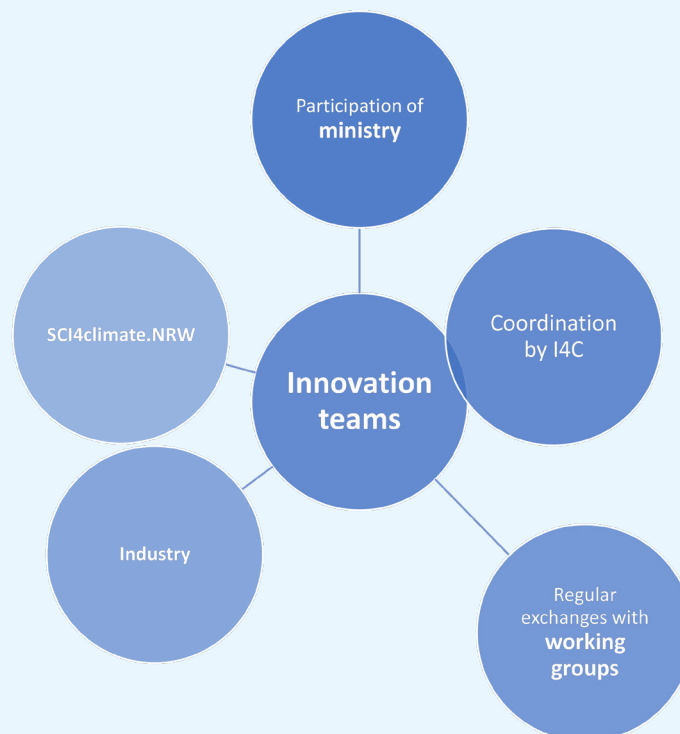 Participation of
ministry
SCI4climate.NRW
Coordination
by I4C
Innovation
teams
Industry
Regular
exchanges with
working
groups